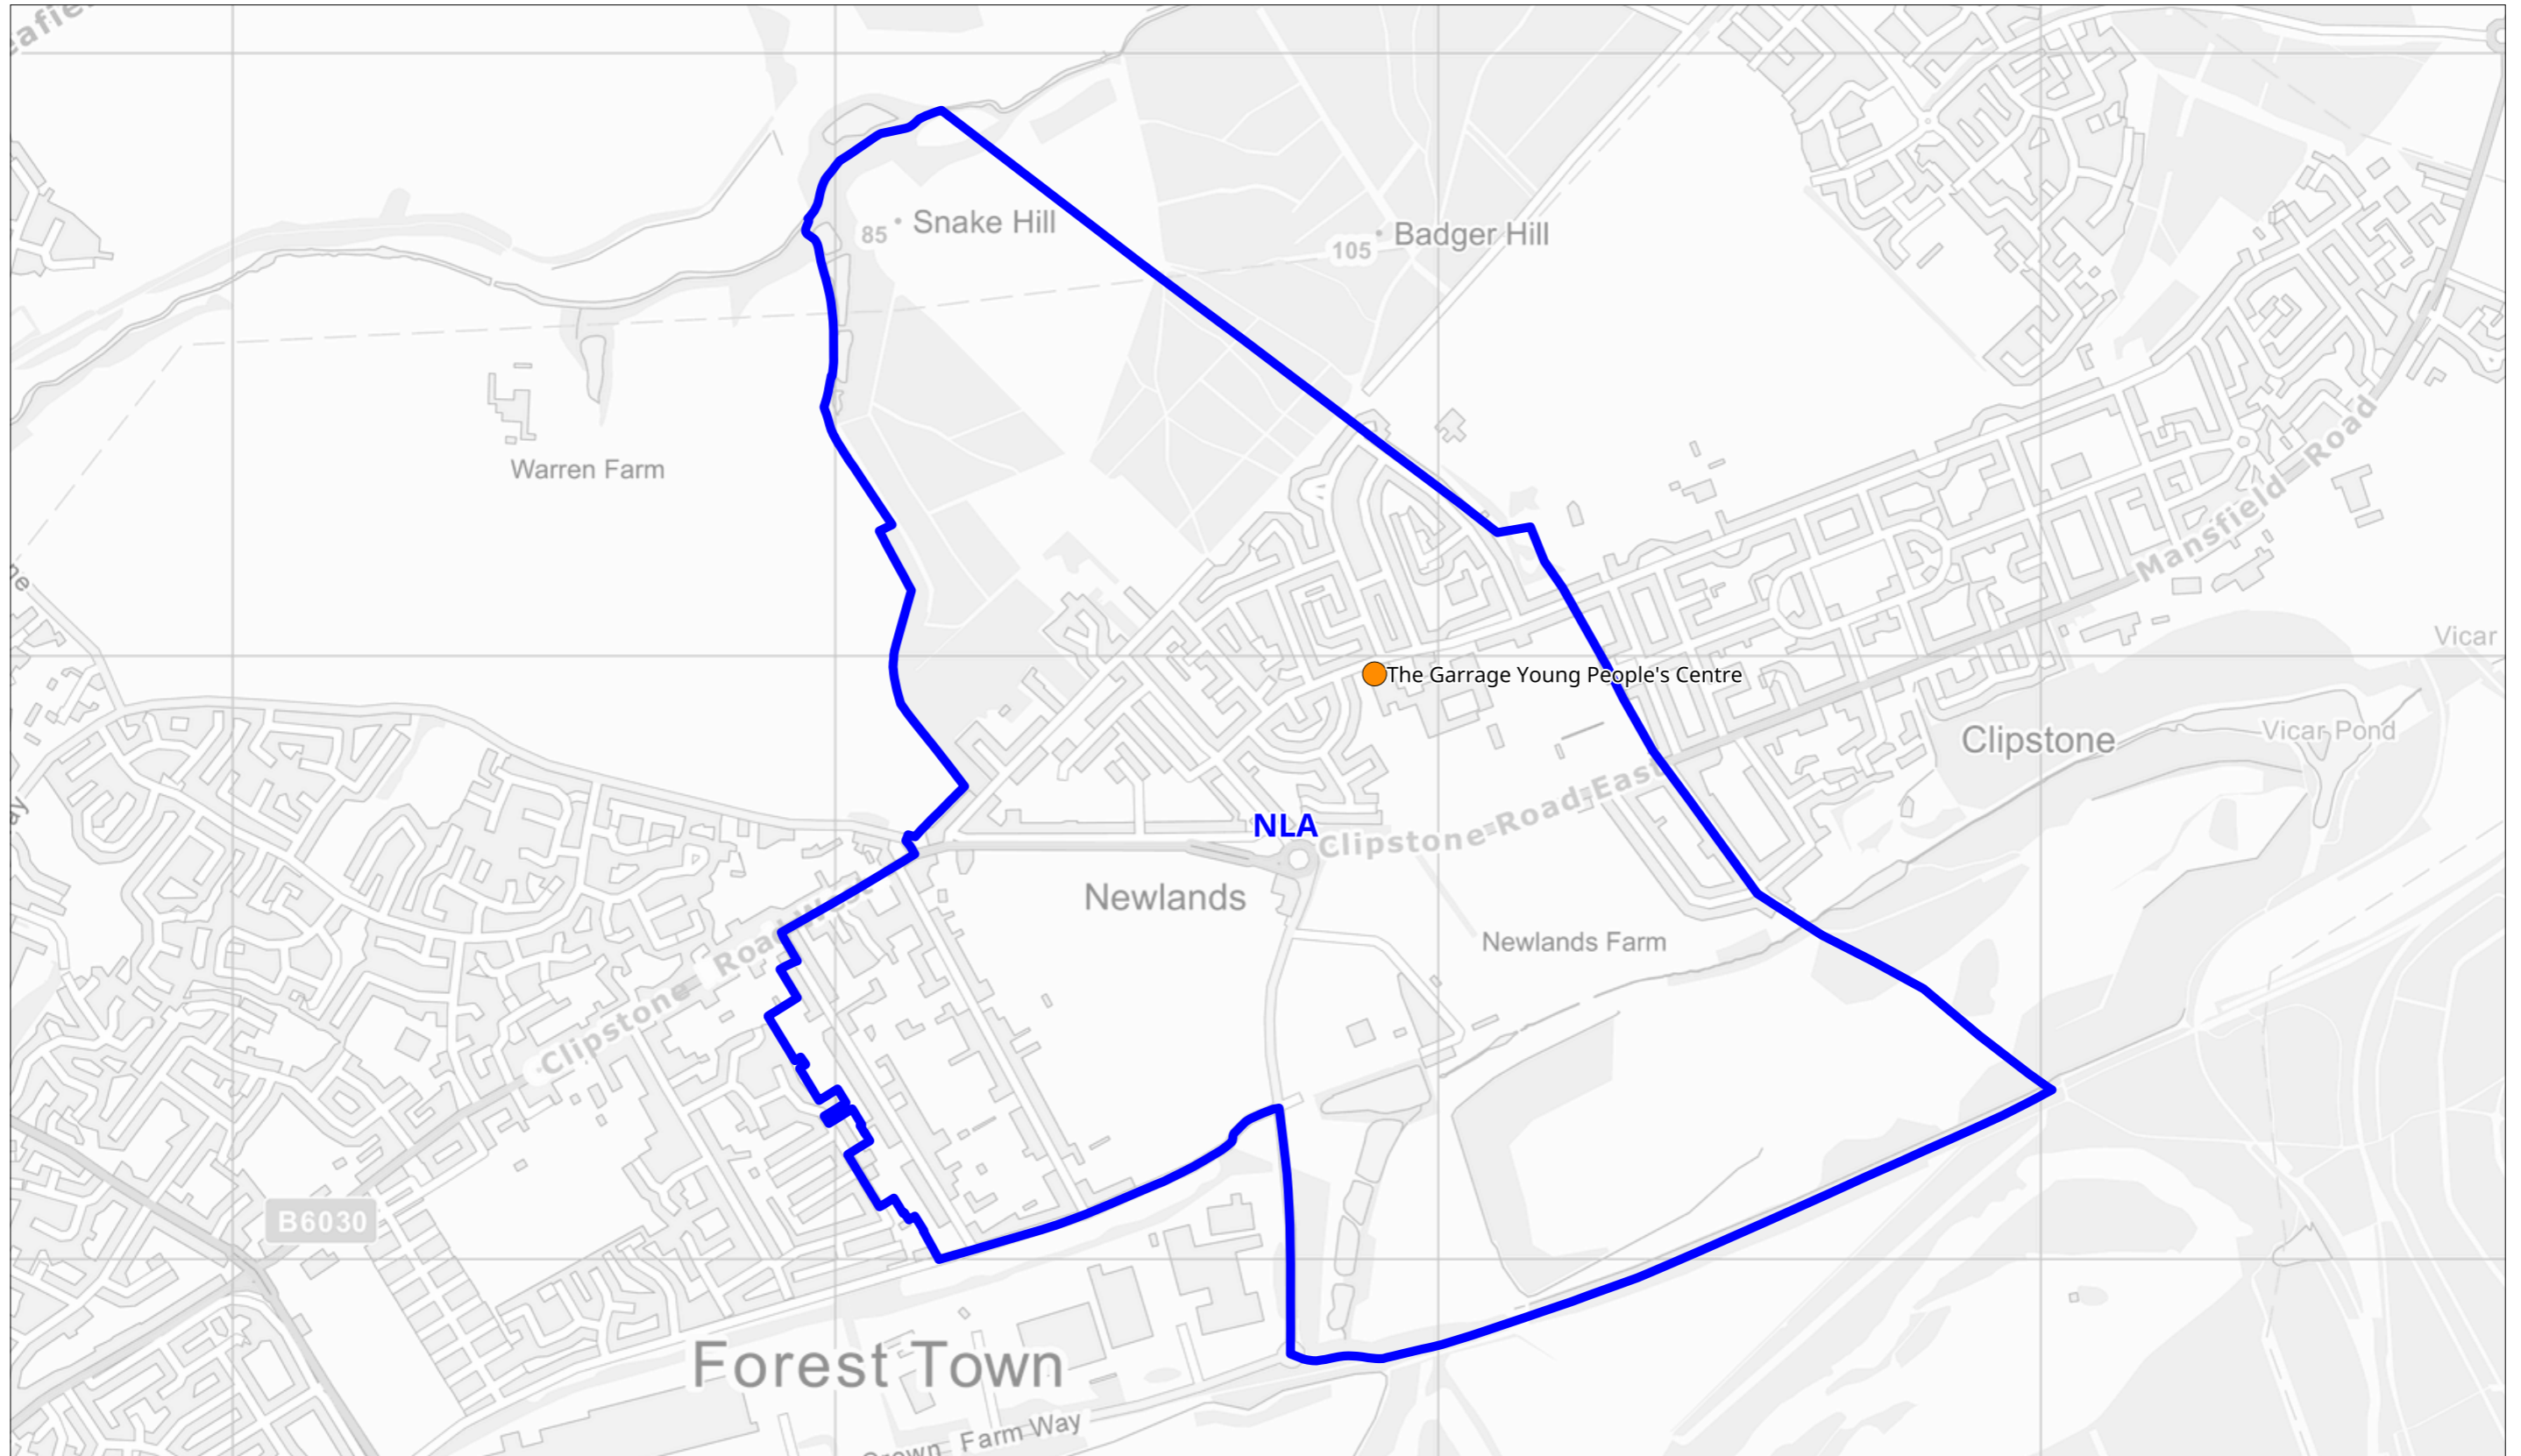 85
Snake Hill
105
Badger Hill
Warren Farm
Mansfield Road
Vicar
The Garrage Young People's Centre
Vicar Pond
Clipstone
NLA
Clipstone Road East
Newlands
Newlands Farm
Clipstone Road West
B6030
Forest Town
Crown Farm Way